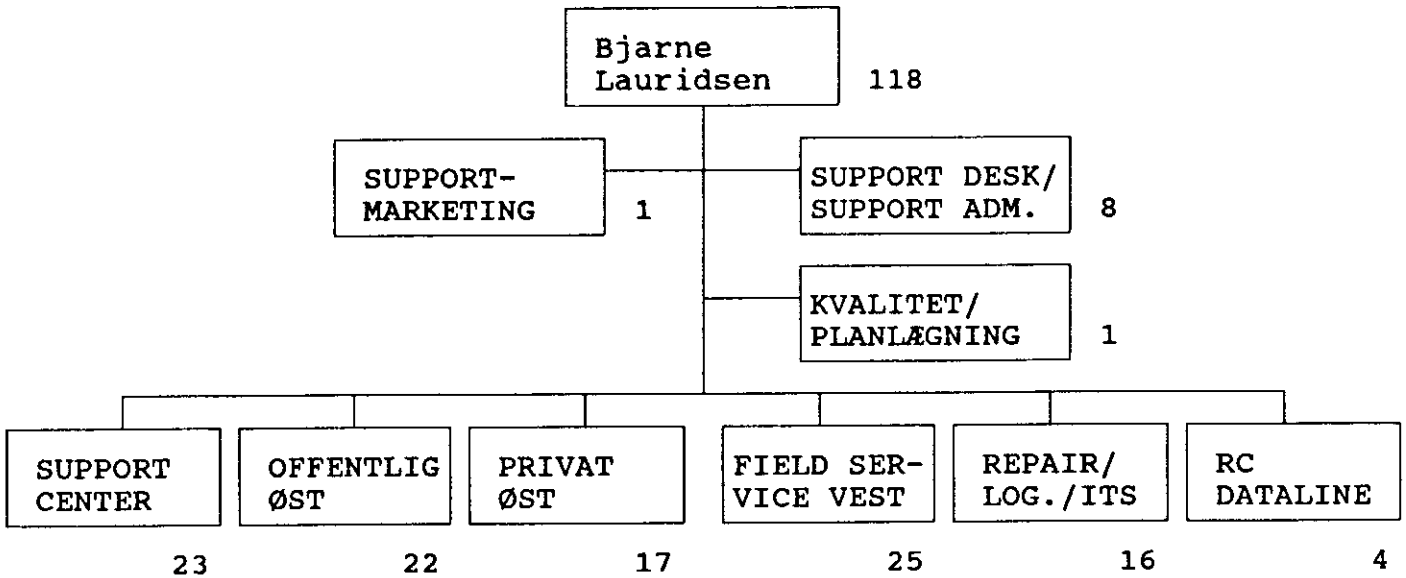 Bjarne
Lauridsen
118
SUPPORT-
MARKETING
1
SUPPORT DESK/
SUPPORT ADM.
8
KVALITET/
PLANLÆGNING
1
SUPPORT
CENTER
23
OFFENTLIG
ØST
22
PRIVAT
ØST
17
FIELD SER-
VICE VEST
25
REPAIR/
LOG./ITS
16
RC
DATALINE
4